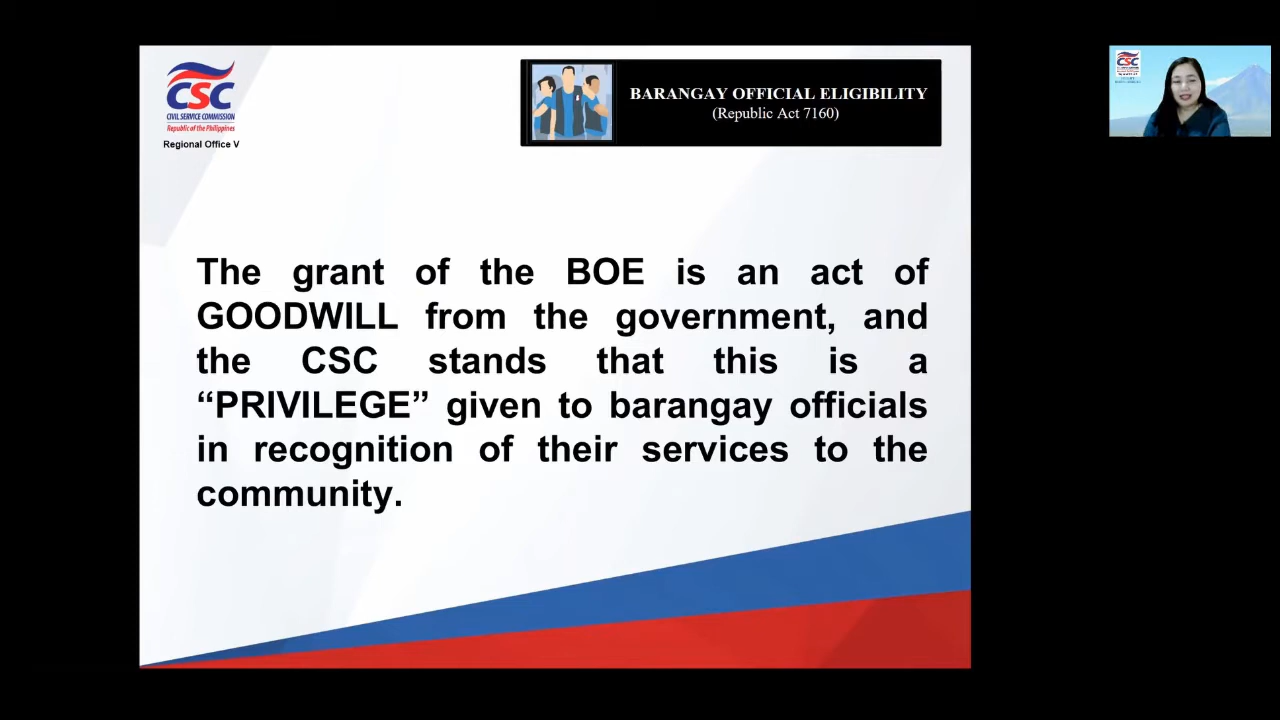 CSC
CIVIL SERVICE COMMISSION
Republic of the Philippines
Regional Office V
BARANGAY OFFICIAL ELIGIBILITY
(Republic Act 7160)
The grant of the BOE is an act of
GOODWILL from the government, and
the CSC stands that this is a
“PRIVILEGE” given to barangay officials
in recognition of their services to the
community.
CSC